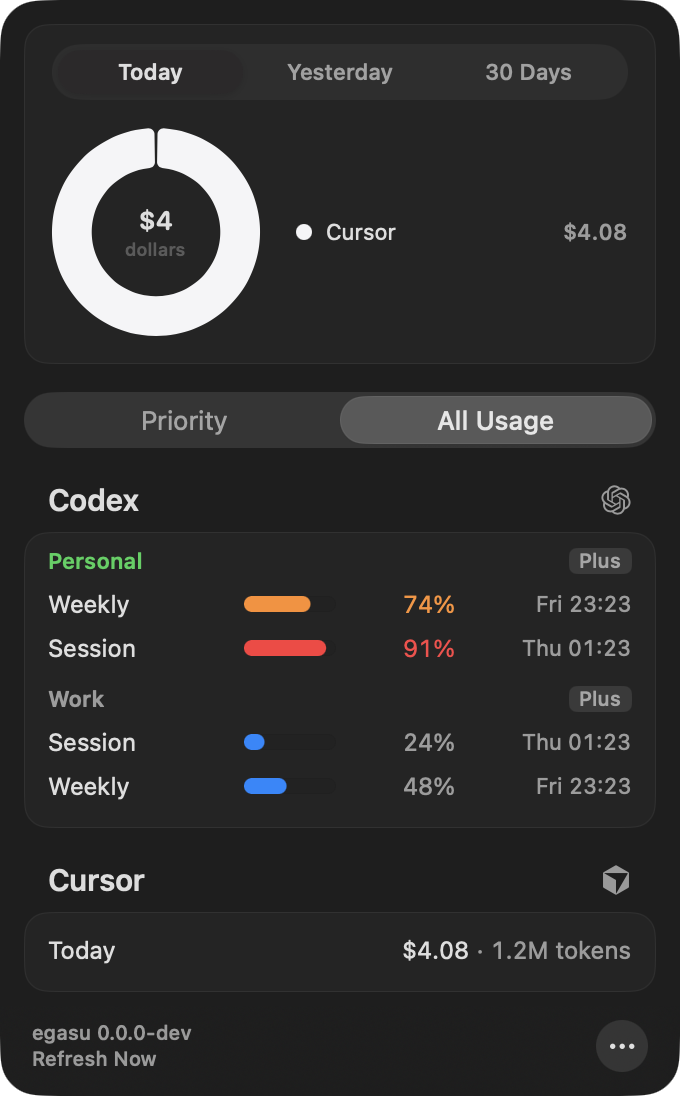 Today Yesterday 30 Days
$4
dollars
Cursor $4.08
Priority All Usage
Codex
Personal Plus
Weekly 74% Fri 23:23
Session 91% Thu 01:23
Work Plus
Session 24% Thu 01:23
Weekly 48% Fri 23:23
Cursor
Today $4.08 · 1.2M tokens
egasu 0.0.0-dev
Refresh Now